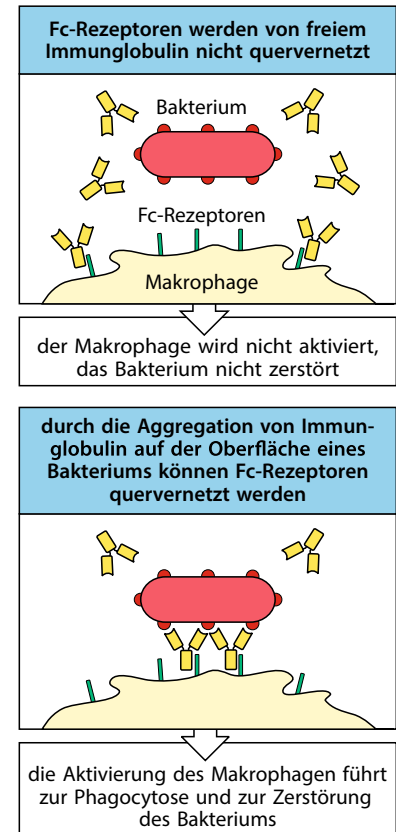 Fc-Rezeptoren werden von freiem
Immunglobulin nicht quervernetzt
Bakterium
Fc-Rezeptoren
Makrophage
der Makrophage wird nicht aktiviert,
das Bakterium nicht zerstört
durch die Aggregation von Immun-
globulin auf der Oberfläche eines
Bakteriums können Fc-Rezeptoren
quervernetzt werden
die Aktivierung des Makrophagen führt
zur Phagocytose und zur Zerstörung
des Bakteriums